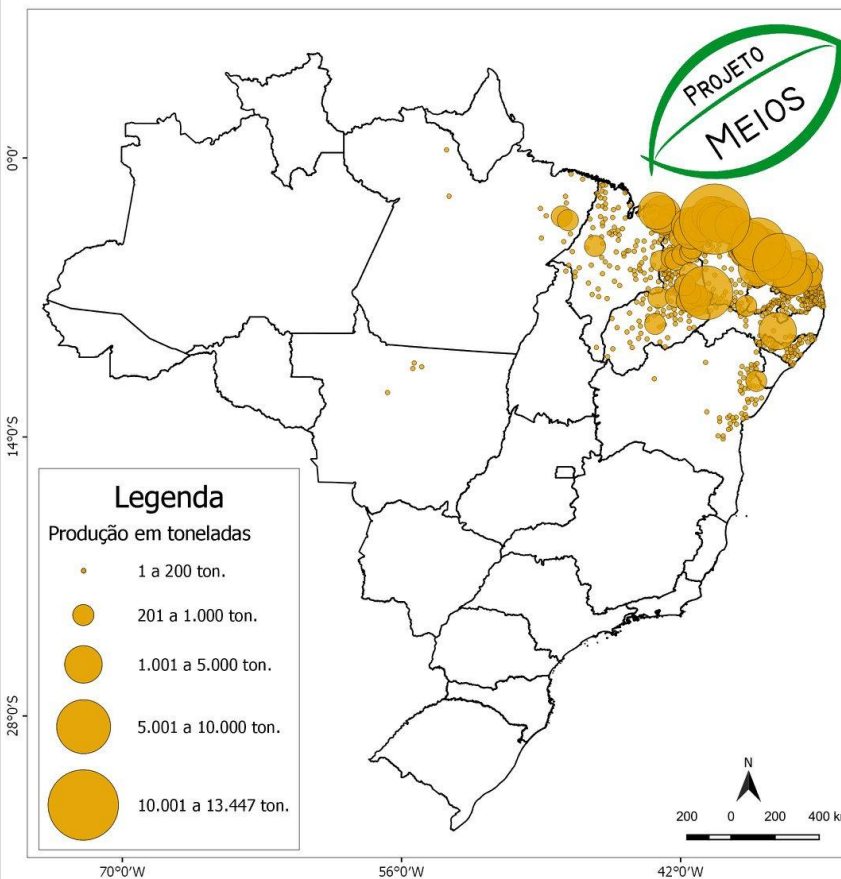 PROJETO
MEIOS
0°0'
14°0'S
28°0'S
Legenda
Produção em toneladas
1 a 200 ton.
201 a 1.000 ton.
1.001 a 5.000 ton.
5.001 a 10.000 ton.
10.001 a 13.447 ton.
N
200 0 200 400 km
70°0'W 56°0'W 42°0'W